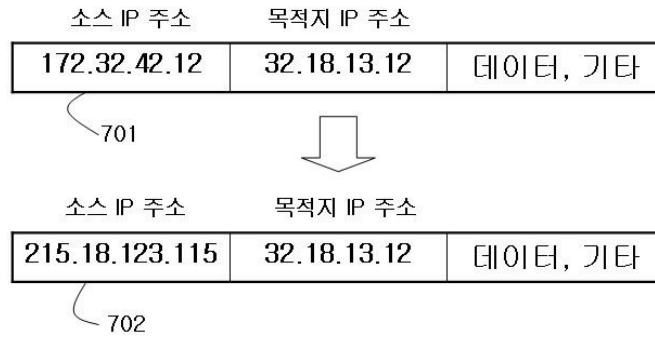 소스 IP 주소 목적지 IP 주소
172.32.42.12 32.18.13.12 데이터, 기타
701
소스 IP 주소 목적지 IP 주소
215.18.123.115 32.18.13.12 데이터, 기타
702